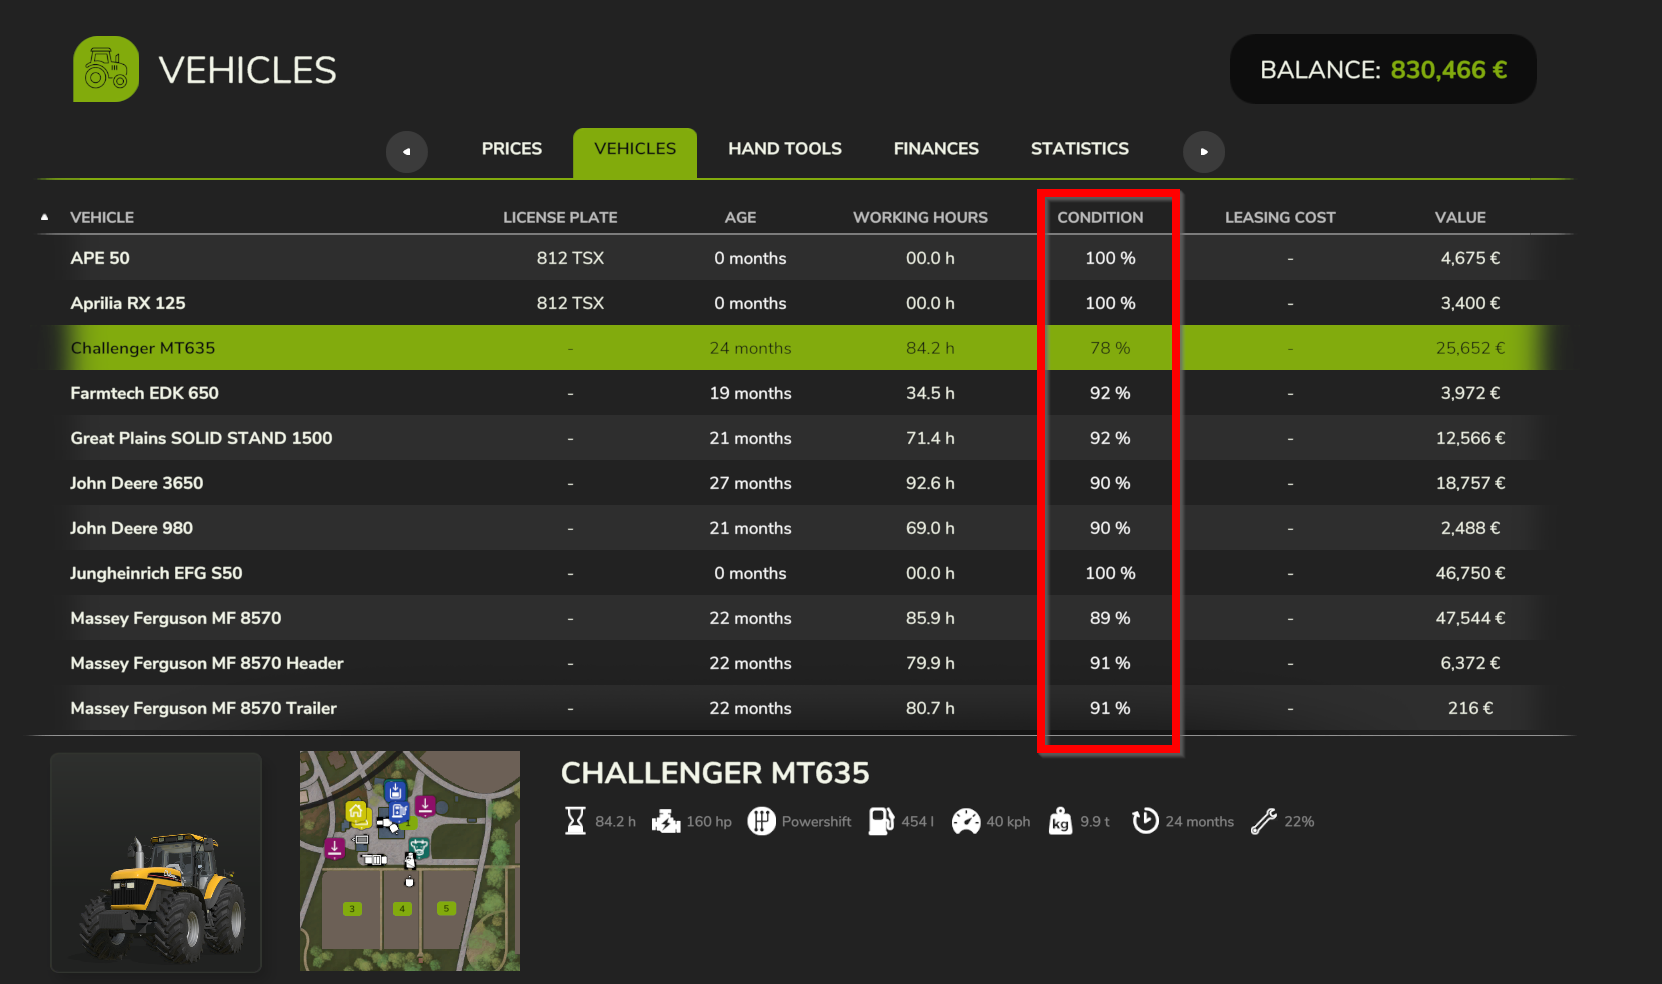 VEHICLES
BALANCE: 830,466 €
PRICES VEHICLES HAND TOOLS FINANCES STATISTICS
VEHICLE LICENSE PLATE AGE WORKING HOURS CONDITION LEASING COST VALUE
APE 50 812 TSX 0 months 00.0 h 100 % - 4,675 €
Aprilia RX 125 812 TSX 0 months 00.0 h 100 % - 3,400 €
Challenger MT635 - 24 months 84.2 h 78 % - 25,652 €
Farmtech EDK 650 - 19 months 34.5 h 92 % - 3,972 €
Great Plains SOLID STAND 1500 - 21 months 71.4 h 92 % - 12,566 €
John Deere 3650 - 27 months 92.6 h 90 % - 18,757 €
John Deere 980 - 21 months 69.0 h 90 % - 2,488 €
Jungheinrich EFG S50 - 0 months 00.0 h 100 % - 46,750 €
Massey Ferguson MF 8570 - 22 months 85.9 h 89 % - 47,544 €
Massey Ferguson MF 8570 Header - 22 months 79.9 h 91 % - 6,372 €
Massey Ferguson MF 8570 Trailer - 22 months 80.7 h 91 % - 216 €
CHALLENGER MT635
84.2 h 160 hp Powershift 454 l 40 kph kg 9.9 t 24 months 22%
3 4 5